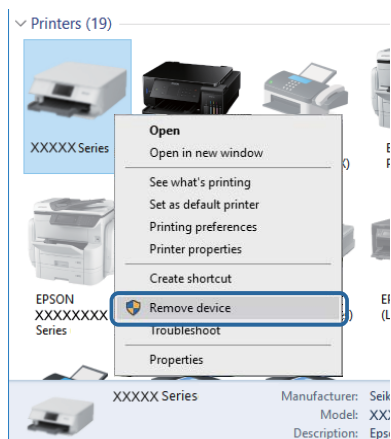 Printers (19)
XXXXX Series
Open
Open in new window
See what's printing
Set as default printer
Printing preferences
Printer properties
Create shortcut
Remove device
Troubleshoot
Properties
EPSON
XXXXXXXX
Series
XXXXX Series
Manufacturer:
Model:
Description: